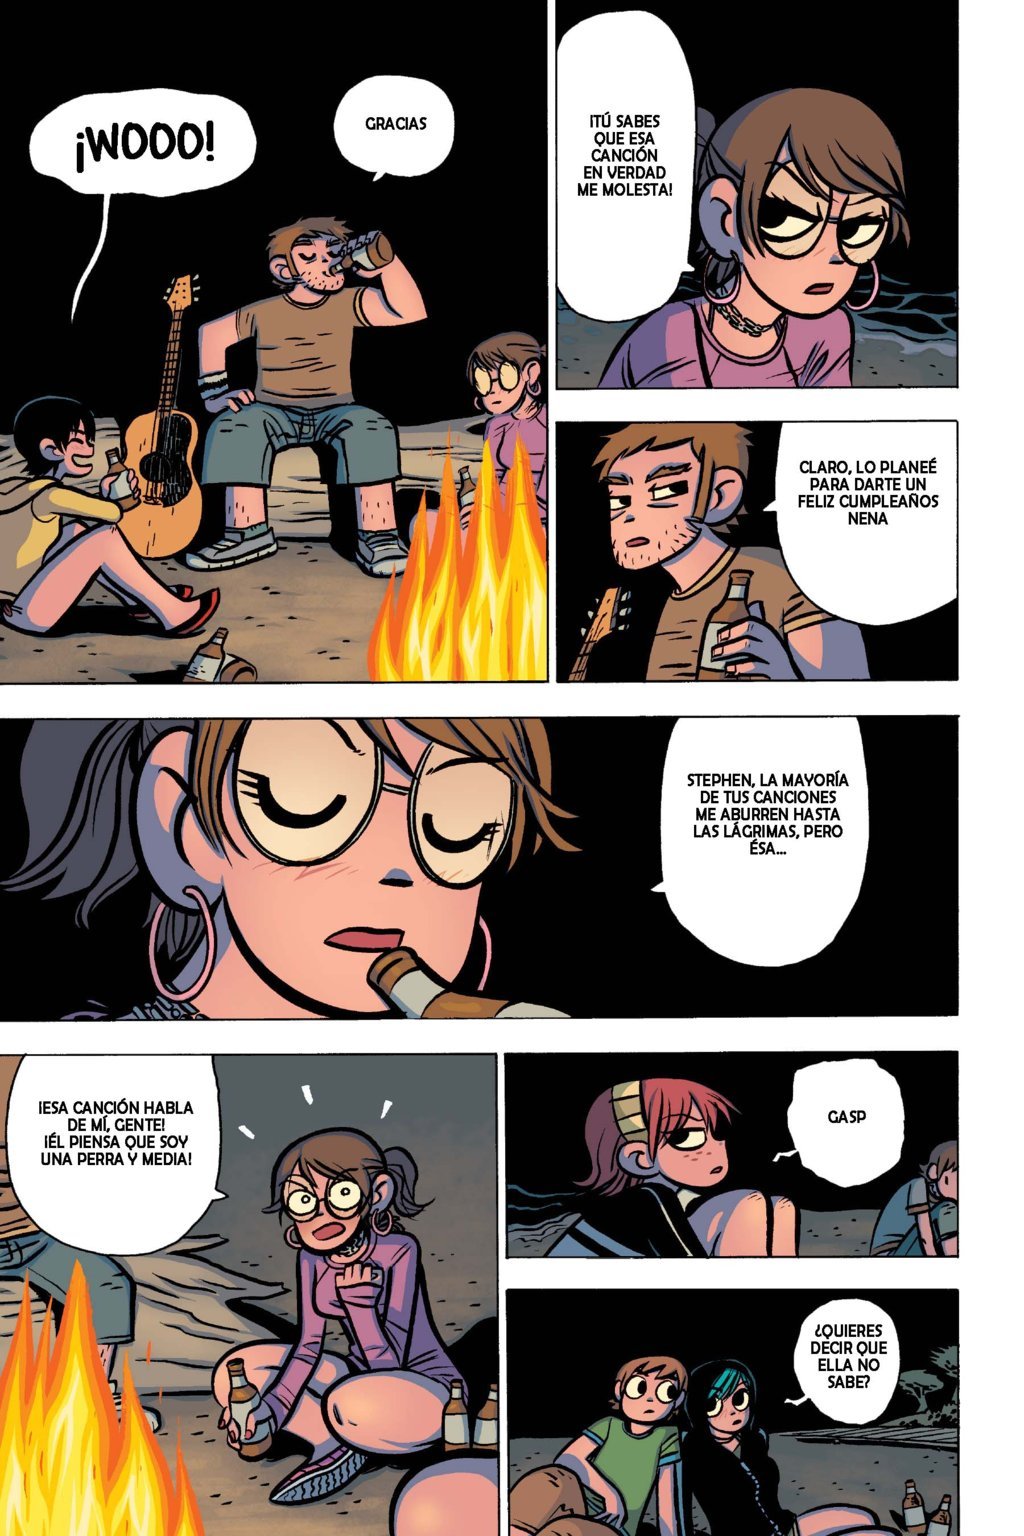 ¡WOOO!
GRACIAS
¡TÚ SABES
QUE ESA
CANCIÓN
EN VERDAD
ME MOLESTA!
CLARO, LO PLANEÉ
PARA DARTE UN
FELIZ CUMPLEAÑOS
NENA
STEPHEN, LA MAYORÍA
DE TUS CANCIONES
ME ABURREN HASTA
LAS LÁGRIMAS, PERO
ÉSA...
¡ESA CANCIÓN HABLA
DE MÍ, GENTE!
¡ÉL PIENSA QUE SOY
UNA PERRA Y MEDIA!
GASP
¿QUIERES
DECIR QUE
ELLA NO
SABE?